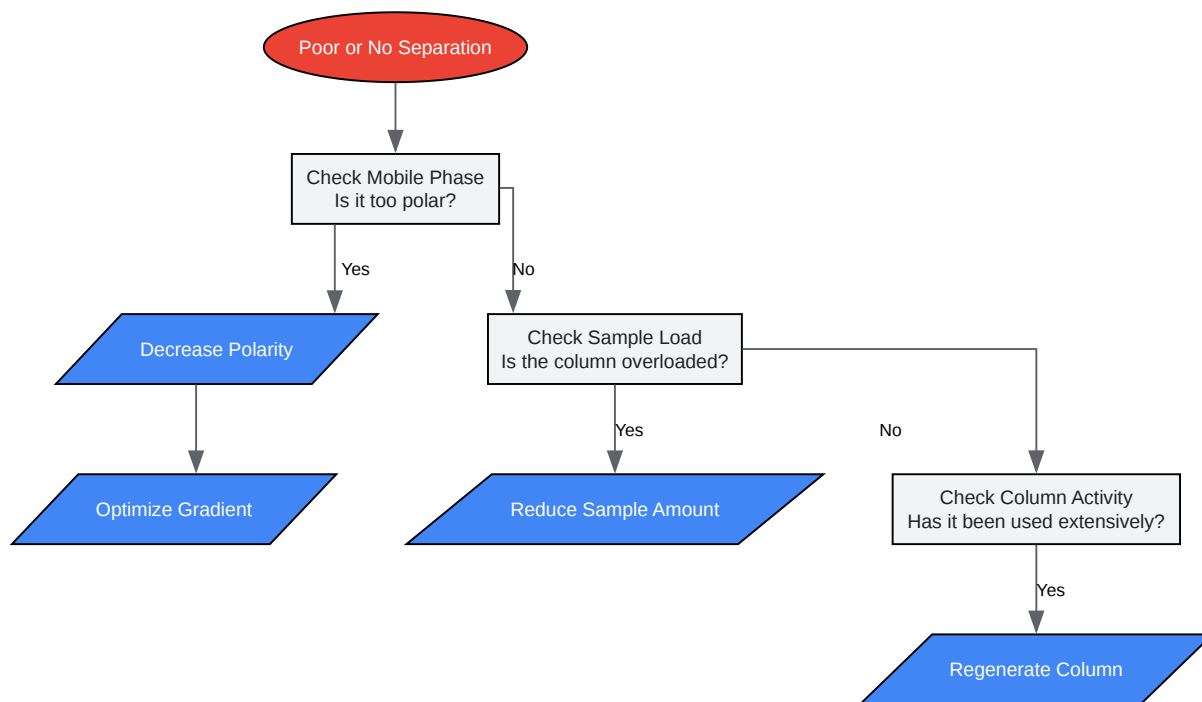 Poor or No Separation
Check Mobile Phase
Is it too polar?
Yes
No
Decrease Polarity
Check Sample Load
Is the column overloaded?
Yes
No
Optimize Gradient
Reduce Sample Amount
Check Column Activity
Has it been used extensively?
Yes
Regenerate Column